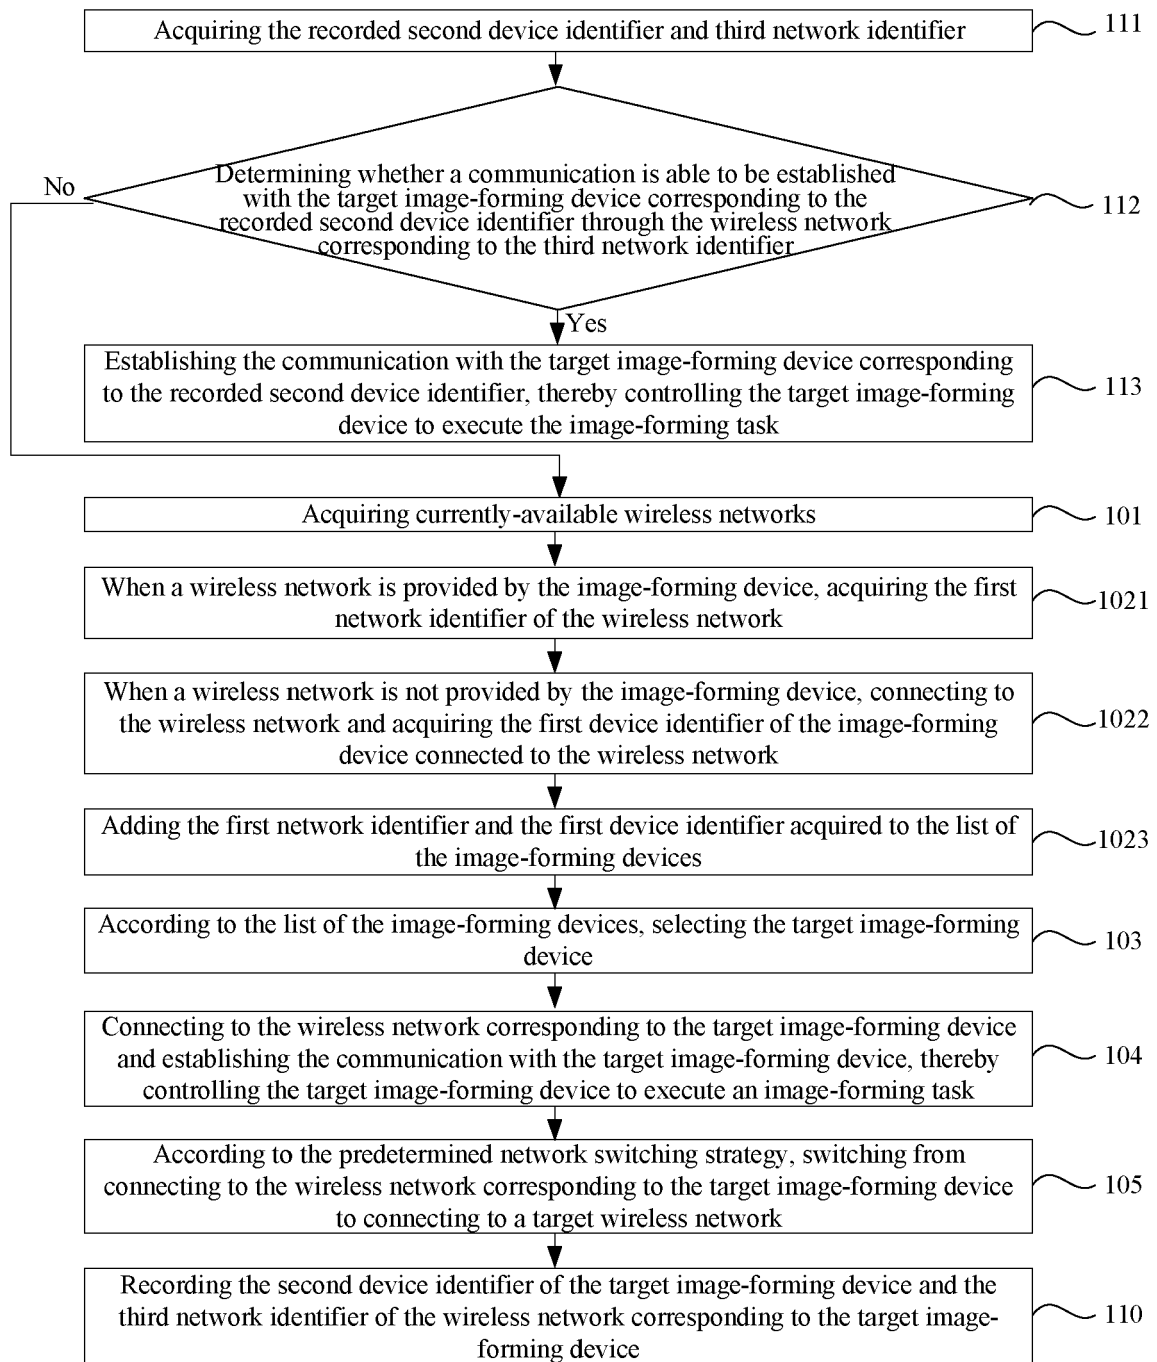 Acquiring the recorded second device identifier and third network identifier
111
Determining whether a communication is able to be established
with the target image-forming device corresponding to the
recorded second device identifier through the wireless network
corresponding to the third network identifier
112
No
Yes
Establishing the communication with the target image-forming device corresponding
to the recorded second device identifier, thereby controlling the target image-forming
device to execute the image-forming task
113
Acquiring currently-available wireless networks
101
When a wireless network is provided by the image-forming device, acquiring the first
network identifier of the wireless network
1021
When a wireless network is not provided by the image-forming device, connecting to
the wireless network and acquiring the first device identifier of the image-forming
device connected to the wireless network
1022
Adding the first network identifier and the first device identifier acquired to the list of
the image-forming devices
1023
According to the list of the image-forming devices, selecting the target image-forming
device
103
Connecting to the wireless network corresponding to the target image-forming device
and establishing the communication with the target image-forming device, thereby
controlling the target image-forming device to execute an image-forming task
104
According to the predetermined network switching strategy, switching from
connecting to the wireless network corresponding to the target image-forming device
to connecting to a target wireless network
105
Recording the second device identifier of the target image-forming device and the
third network identifier of the wireless network corresponding to the target image-
forming device
110